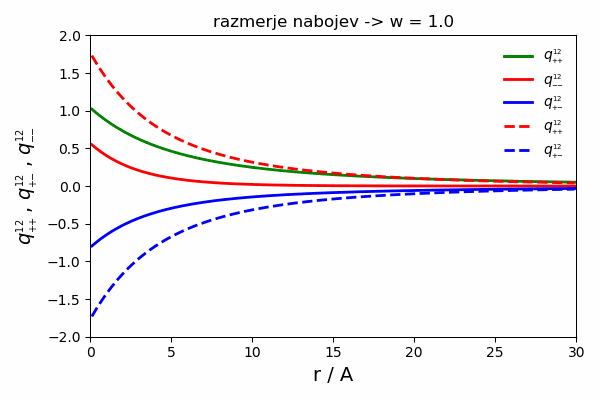 razmerje nabojev -> w = 1.0
q¹²₊₊ , q¹²₊₋ , q¹²₋₋
2.0
1.5
1.0
0.5
0.0
−0.5
−1.0
−1.5
−2.0
q¹²₊₊
q¹²₋₋
q¹²₊₋
q¹²₊₊
q¹²₊₋
0 5 10 15 20 25 30
r / A